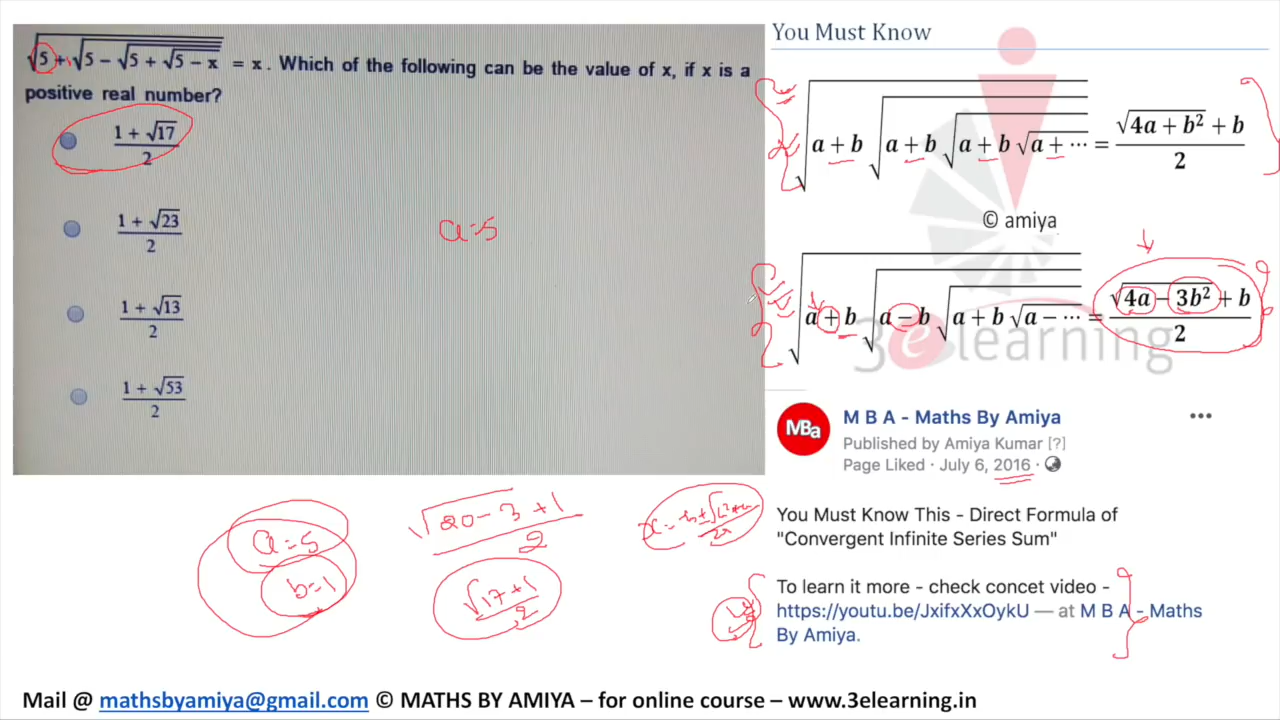 √5 + √5 − √5 + √5 − x = x. Which of the following can be the value of x, if x is a
positive real number?
1 + √17
2
1 + √23
2
1 + √13
2
1 + √53
2
a=5
You Must Know
√a + b√a + b√a + b√a + ⋯ = √4a + b² + b
2
© amiya
√a + b√a − b√a + b√a − ⋯ = √4a − 3b² + b
2
3elearning
MBa
M B A - Maths By Amiya
•••
Published by Amiya Kumar [?]
Page Liked · July 6, 2016 ·
You Must Know This - Direct Formula of
"Convergent Infinite Series Sum"
To learn it more - check concet video -
https://youtu.be/JxifxXxOykU — at M B A - Maths
By Amiya.
a=5
b=1
√20-3+1
2
√17+1
2
Mail @ mathsbyamiya@gmail.com © MATHS BY AMIYA – for online course – www.3elearning.in